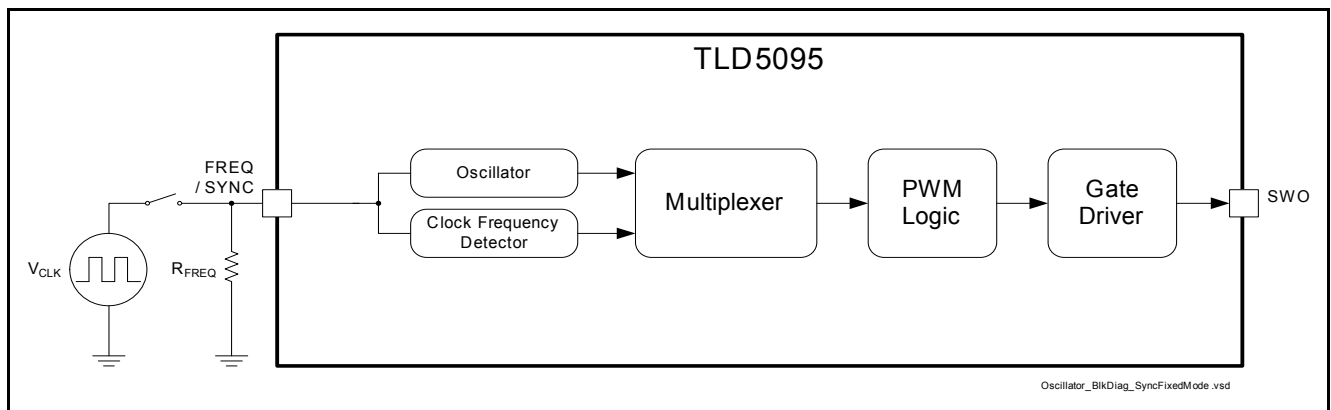 TLD5095
FREQ
/ SYNC
Oscillator
Clock Frequency
Detector
Multiplexer
PWM
Logic
Gate
Driver
SWO
VCLK
RFREQ
Oscillator_BlkDiag_SyncFixedMode .vsd